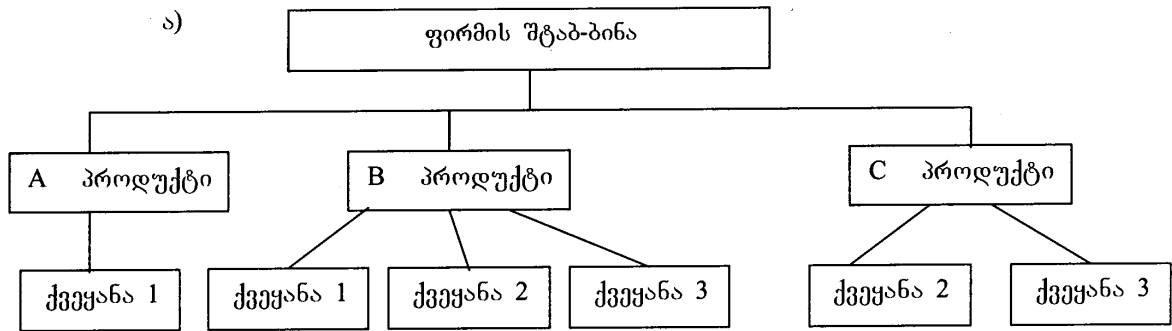 ა)
ფირმის შტაბ-ბინა
A პროდუქტი
B პროდუქტი
C პროდუქტი
ქვეყანა 1
ქვეყანა 1
ქვეყანა 2
ქვეყანა 3
ქვეყანა 2
ქვეყანა 3